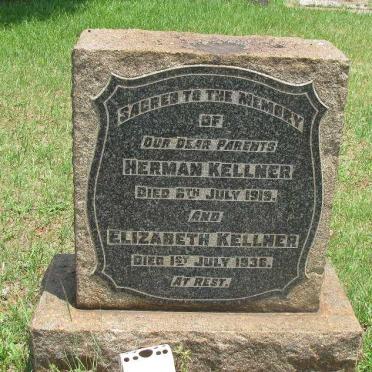 SACRED TO THE MEMORY
OF
OUR DEAR PARENTS
HERMAN KELLNER
DIED 6TH JULY 1919.
AND
ELIZABETH KELLNER
DIED 1ST JULY 1936.
AT REST.